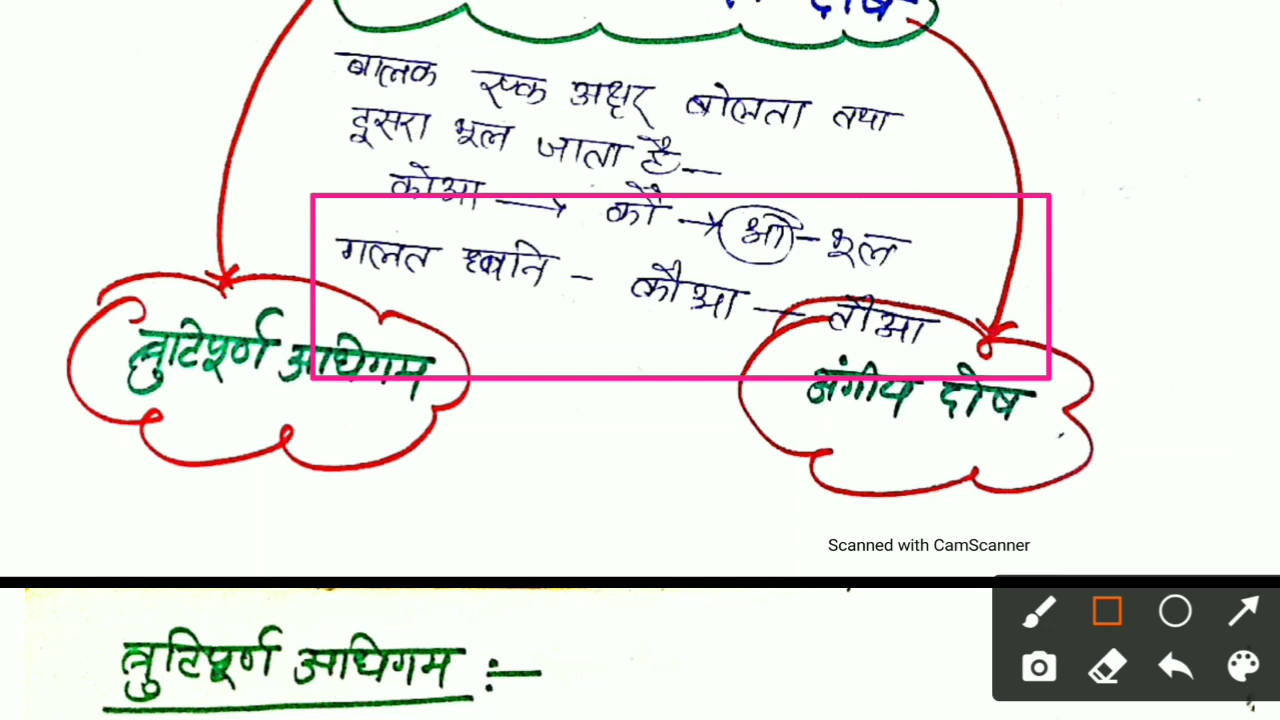 दोष
बालक एक अक्षर बोलता तथा
दूसरा भूल जाता है—
कौआ → कौ → ओ - भूल
गलत ध्वनि - कौआ — तौआ
त्रुटिपूर्ण अधिगम
अंगीय दोष
Scanned with CamScanner
त्रुटिपूर्ण अधिगम :—